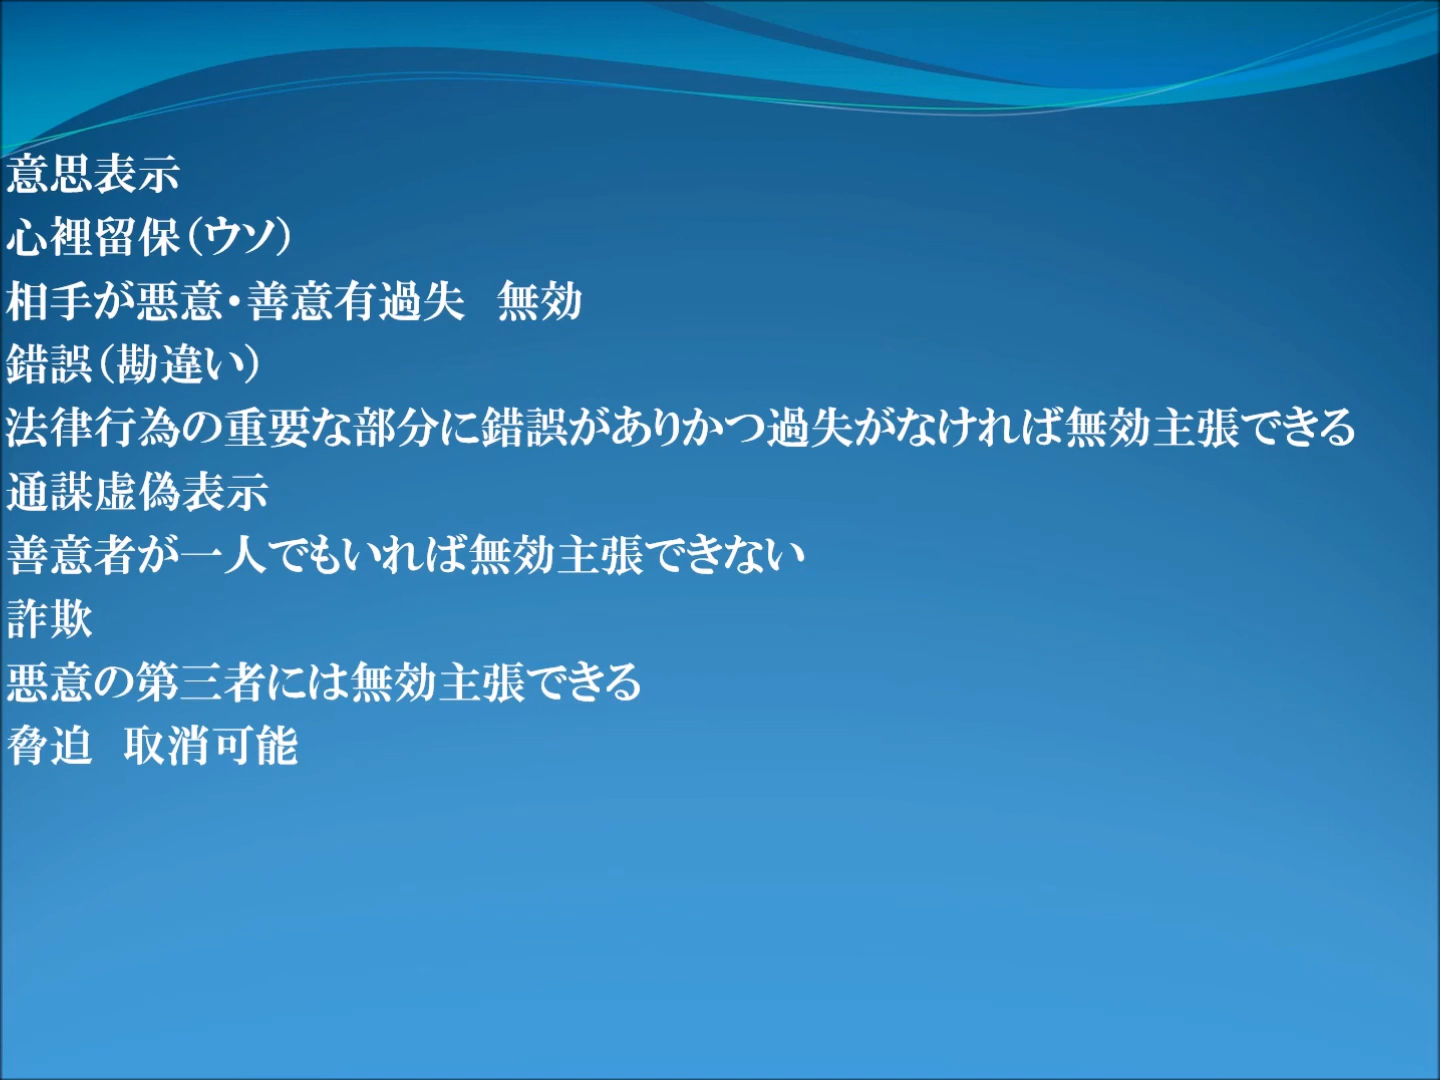 意思表示
心裡留保（ウソ）
相手が悪意・善意有過失　無効
錯誤（勘違い）
法律行為の重要な部分に錯誤がありかつ過失がなければ無効主張できる
通謀虚偽表示
善意者が一人でもいれば無効主張できない
詐欺
悪意の第三者には無効主張できる
脅迫　取消可能